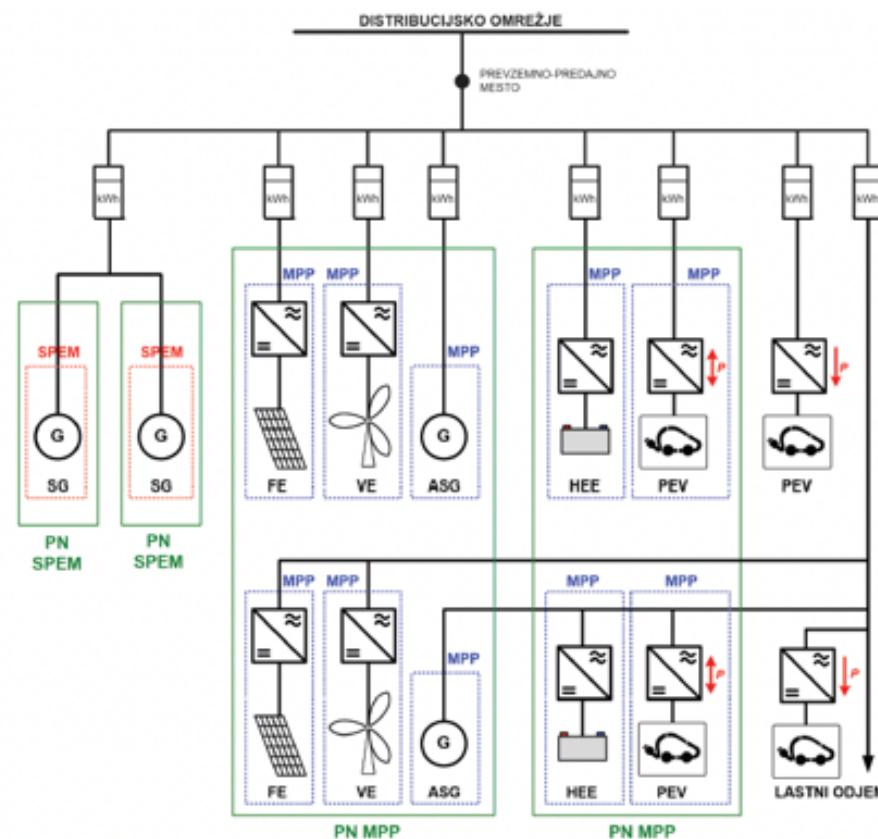 DISTRIBUCIJSKO OMREŽJE
PREVZEMNO-PREDAJNO
MESTO
kWh kWh kWh kWh kWh kWh kWh kWh
MPP MPP MPP MPP
SPEM SPEM MPP P P
G G G
SG SG FE VE ASG HEE PEV PEV
PN
SPEM
PN
SPEM
MPP MPP MPP MPP
MPP P P
G
FE VE ASG HEE PEV LASTNI ODJEM
PN MPP PN MPP